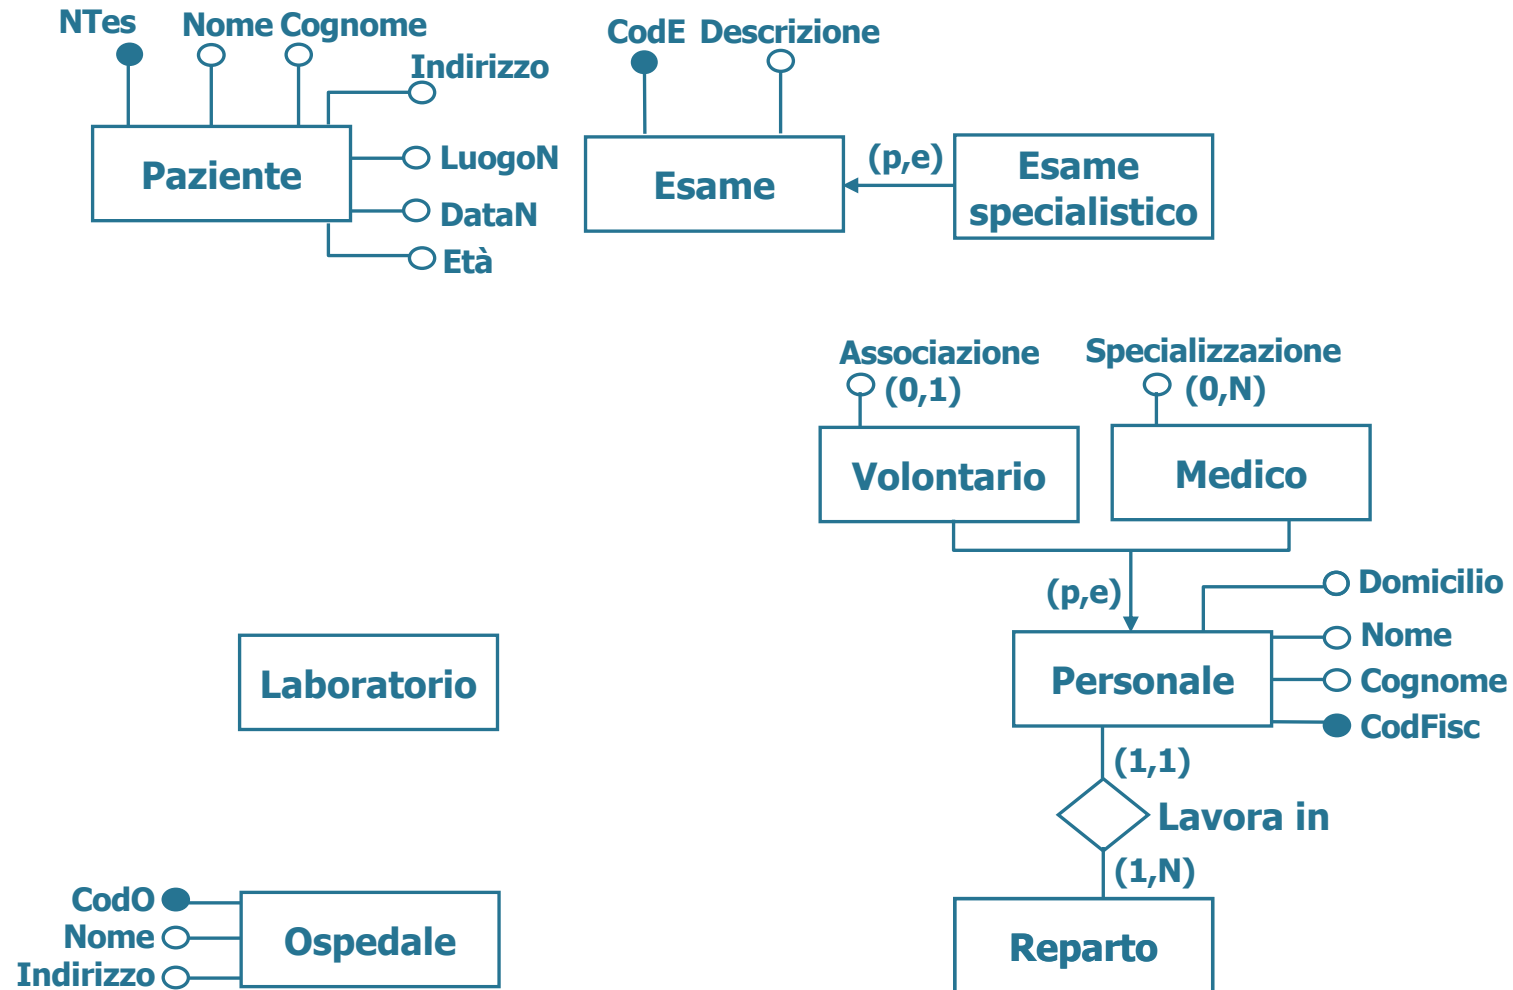 NTes
Nome Cognome
Indirizzo
LuogoN
DataN
Età
Paziente
CodE Descrizione
Esame
(p,e)
Esame
specialistico
Associazione
(0,1)
Specializzazione
(0,N)
Volontario
Medico
(p,e)
Domicilio
Nome
Cognome
CodFisc
Personale
Laboratorio
(1,1)
Lavora in
(1,N)
Reparto
CodO
Nome
Indirizzo
Ospedale